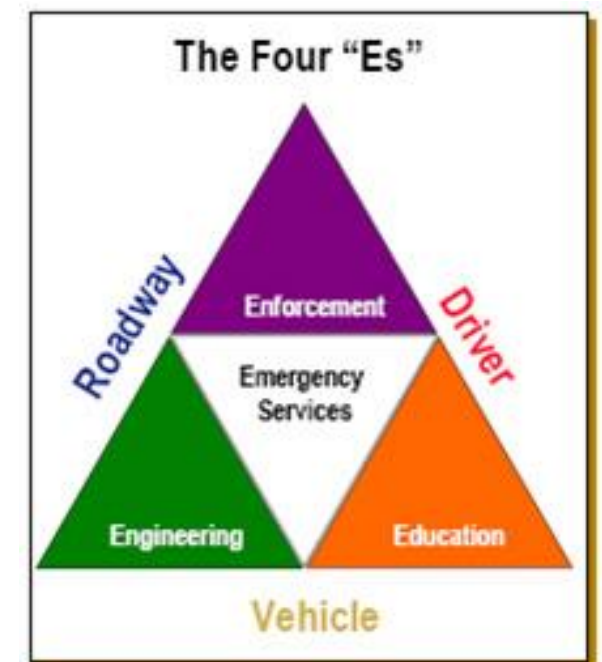 The Four “Es”
Roadway
Driver
Enforcement
Emergency
Services
Engineering
Education
Vehicle